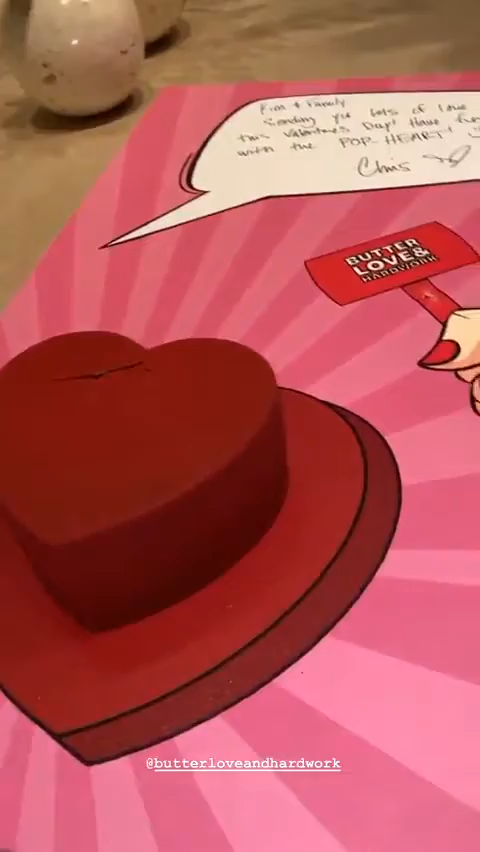 Kim & Family
Sending you lots of love
this Valentines Day! Have fun
with the POP-HEART!
Chris
BUTTER
LOVE&
HARDWORK
@butterloveandhardwork